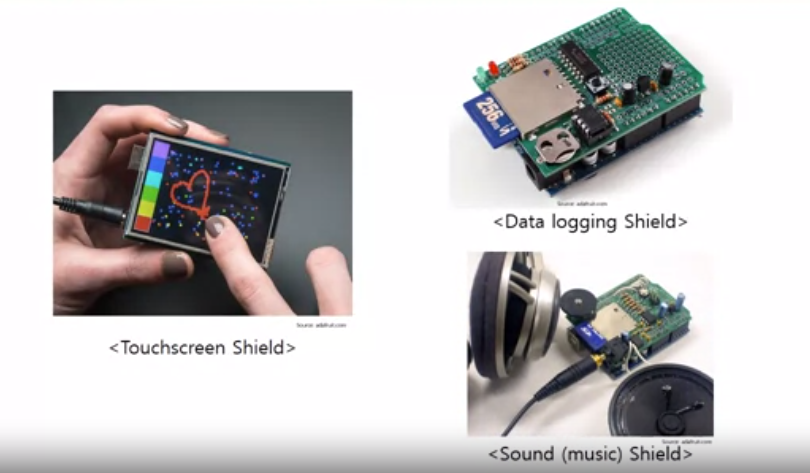 Source: adafruit.com
<Touchscreen Shield>
256
Source: adafruit.com
<Data logging Shield>
Source: adafruit.com
<Sound (music) Shield>